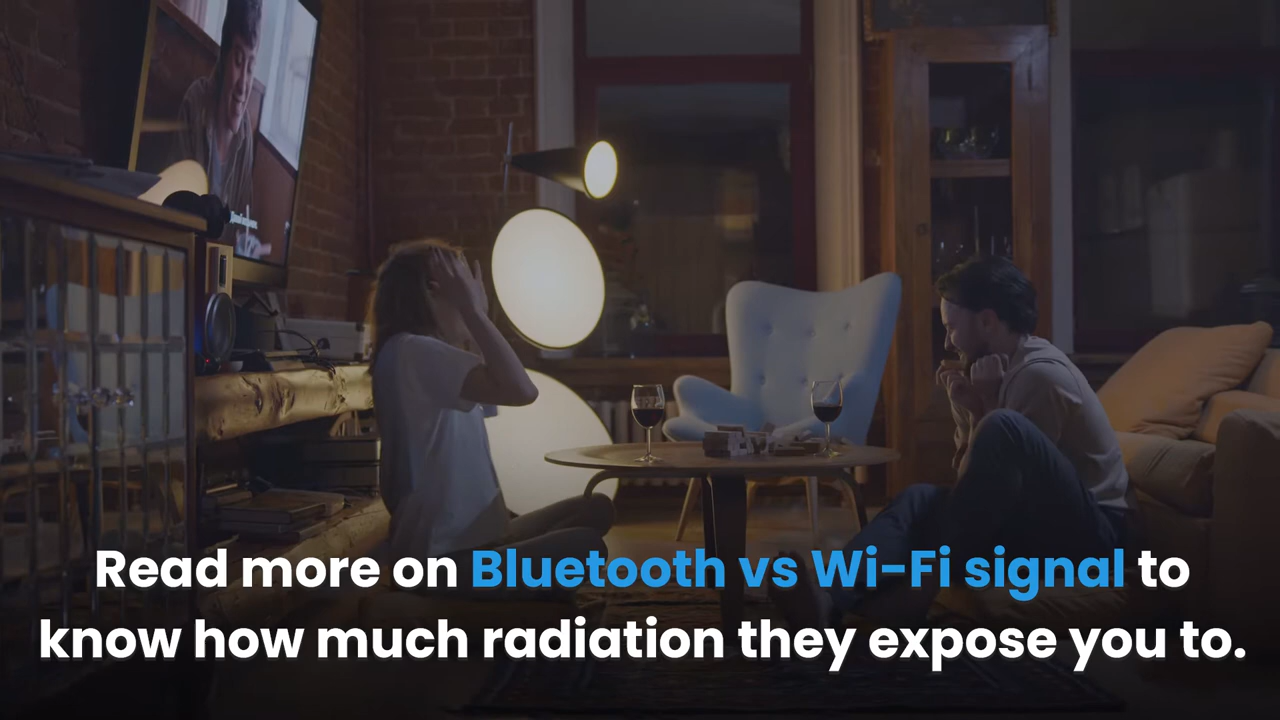 Read more on Bluetooth vs Wi-Fi signal to
know how much radiation they expose you to.